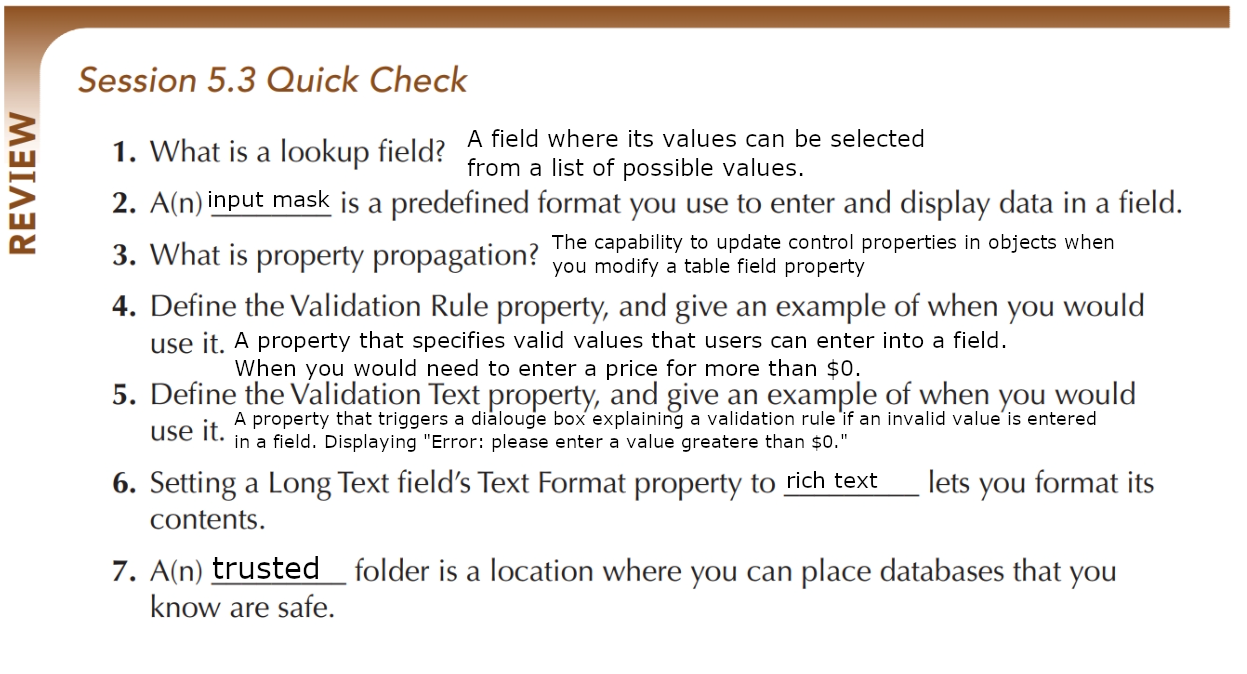 REVIEW
Session 5.3 Quick Check
1. What is a lookup field? A field where its values can be selected
from a list of possible values.
2. A(n) input mask is a predefined format you use to enter and display data in a field.
3. What is property propagation? The capability to update control properties in objects when
you modify a table field property
4. Define the Validation Rule property, and give an example of when you would
use it. A property that specifies valid values that users can enter into a field.
When you would need to enter a price for more than $0.
5. Define the Validation Text property, and give an example of when you would
use it. A property that triggers a dialouge box explaining a validation rule if an invalid value is entered
in a field. Displaying "Error: please enter a value greatere than $0."
6. Setting a Long Text field's Text Format property to rich text lets you format its
contents.
7. A(n) trusted folder is a location where you can place databases that you
know are safe.